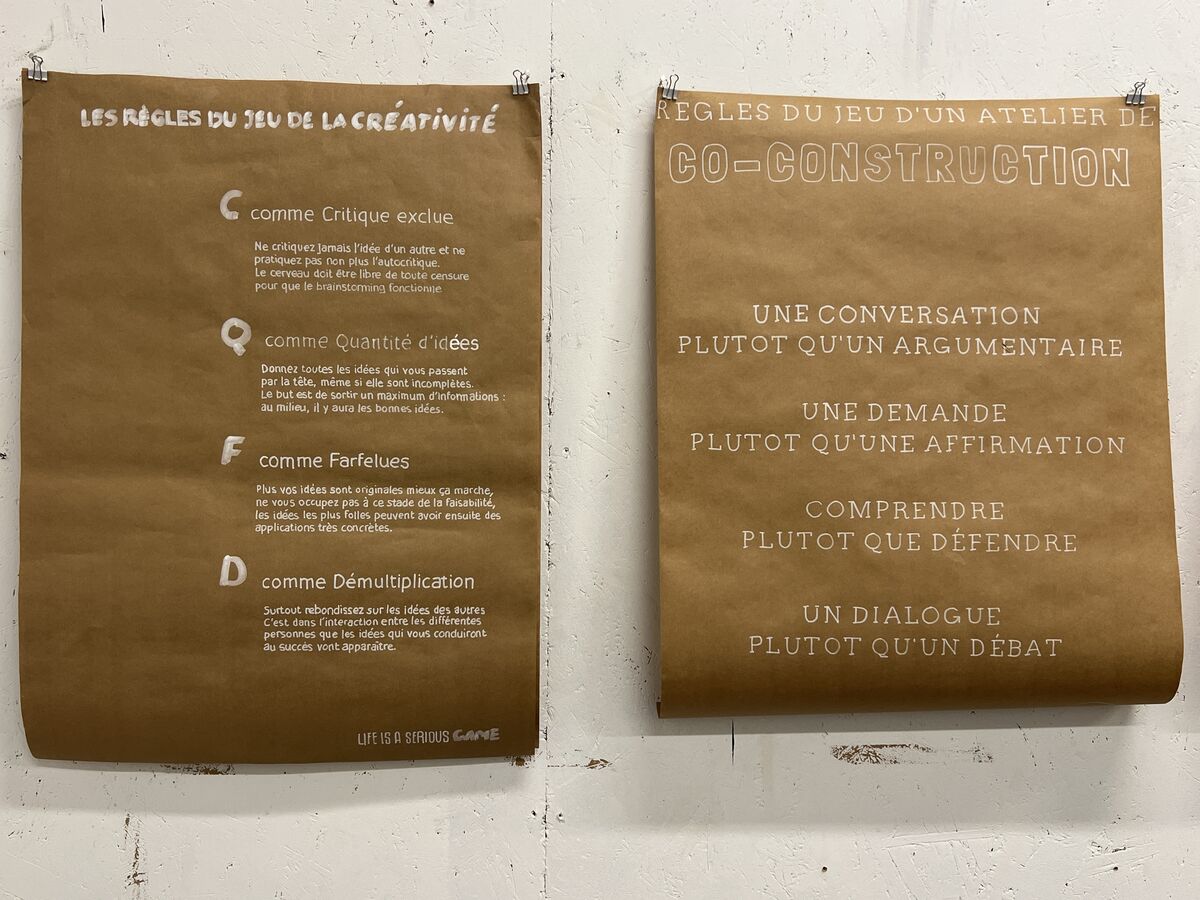 LES RÈGLES DU JEU DE LA CRÉATIVITÉ
C comme Critique exclue
Ne critiquez jamais l'idée d'un autre et ne
pratiquez pas non plus l'autocritique.
Le cerveau doit être libre de toute censure
pour que le brainstorming fonctionne
Q comme Quantité d'idées
Donnez toutes les idées qui vous passent
par la tête, même si elle sont incomplètes.
Le but est de sortir un maximum d'informations :
au milieu, il y aura les bonnes idées.
F comme Farfelues
Plus vos idées sont originales mieux ça marche,
ne vous occupez pas à ce stade de la faisabilité,
les idées les plus folles peuvent avoir ensuite des
applications très concrètes.
D comme Démultiplication
Surtout rebondissez sur les idées des autres
C'est dans l'interaction entre les différentes
personnes que les idées qui vous conduiront
au succès vont apparaître.
LIFE IS A SERIOUS GAME
RÈGLES DU JEU D'UN ATELIER DE
CO-CONSTRUCTION
UNE CONVERSATION
PLUTOT QU'UN ARGUMENTAIRE
UNE DEMANDE
PLUTOT QU'UNE AFFIRMATION
COMPRENDRE
PLUTOT QUE DÉFENDRE
UN DIALOGUE
PLUTOT QU'UN DÉBAT